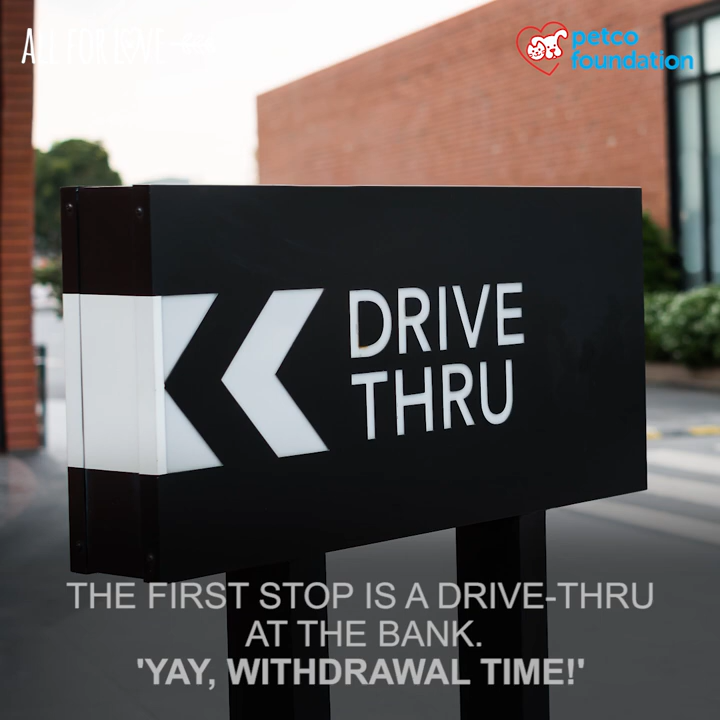 ALL FOR LOVE
petco
foundation
DRIVE
THRU
THE FIRST STOP IS A DRIVE-THRU
AT THE BANK.
'YAY, WITHDRAWAL TIME!'